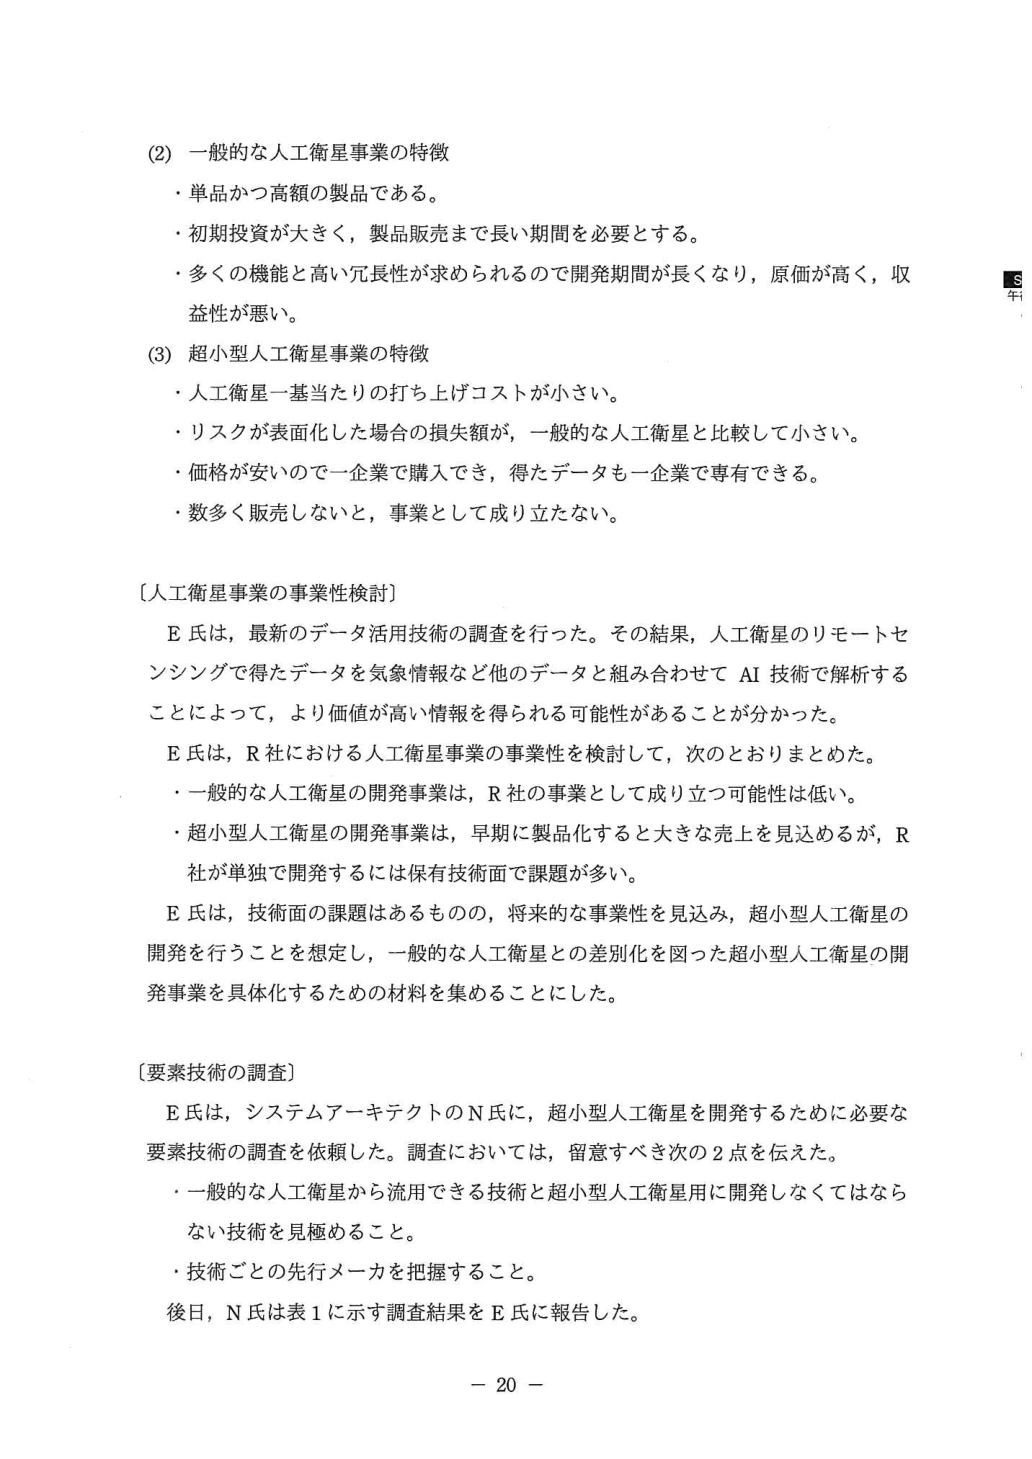 (2) 一般的な人工衛星事業の特徴
・単品かつ高額の製品である。
・初期投資が大きく，製品販売まで長い期間を必要とする。
・多くの機能と高い冗長性が求められるので開発期間が長くなり，原価が高く，収
益性が悪い。
(3) 超小型人工衛星事業の特徴
・人工衛星一基当たりの打ち上げコストが小さい。
・リスクが表面化した場合の損失額が，一般的な人工衛星と比較して小さい。
・価格が安いので一企業で購入でき，得たデータも一企業で専有できる。
・数多く販売しないと，事業として成り立たない。
〔人工衛星事業の事業性検討〕
E 氏は，最新のデータ活用技術の調査を行った。その結果，人工衛星のリモートセ
ンシングで得たデータを気象情報など他のデータと組み合わせて AI 技術で解析する
ことによって，より価値が高い情報を得られる可能性があることが分かった。
E 氏は，R 社における人工衛星事業の事業性を検討して，次のとおりまとめた。
・一般的な人工衛星の開発事業は，R 社の事業として成り立つ可能性は低い。
・超小型人工衛星の開発事業は，早期に製品化すると大きな売上を見込めるが，R
社が単独で開発するには保有技術面で課題が多い。
E 氏は，技術面の課題はあるものの，将来的な事業性を見込み，超小型人工衛星の
開発を行うことを想定し，一般的な人工衛星との差別化を図った超小型人工衛星の開
発事業を具体化するための材料を集めることにした。
〔要素技術の調査〕
E 氏は，システムアーキテクトの N 氏に，超小型人工衛星を開発するために必要な
要素技術の調査を依頼した。調査においては，留意すべき次の 2 点を伝えた。
・一般的な人工衛星から流用できる技術と超小型人工衛星用に開発しなくてはなら
ない技術を見極めること。
・技術ごとの先行メーカを把握すること。
後日，N 氏は表 1 に示す調査結果を E 氏に報告した。
－ 20 －